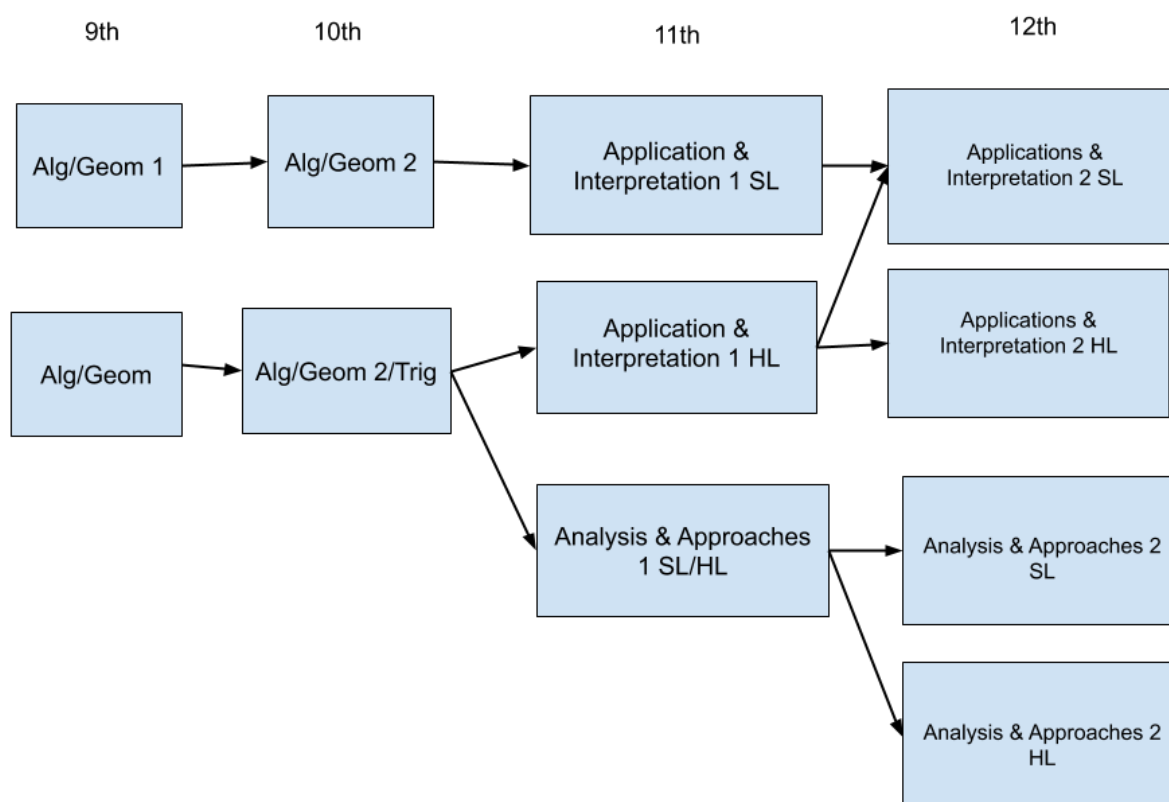 9th
10th
11th
12th
Alg/Geom 1
Alg/Geom 2
Application &
Interpretation 1 SL
Applications &
Interpretation 2 SL
Alg/Geom
Alg/Geom 2/Trig
Application &
Interpretation 1 HL
Applications &
Interpretation 2 HL
Analysis & Approaches
1 SL/HL
Analysis & Approaches 2
SL
Analysis & Approaches 2
HL